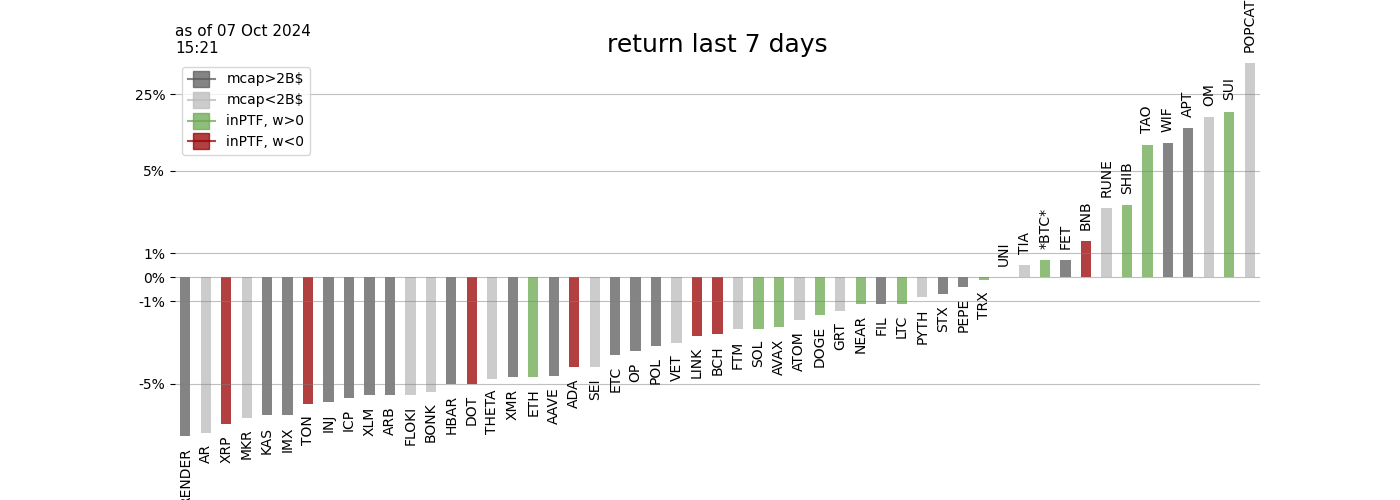 as of 07 Oct 2024
15:21
return last 7 days
mcap>2B$
mcap<2B$
inPTF, w>0
inPTF, w<0
25%
5%
1%
0%
-1%
-5%
RENDER
AR
XRP
MKR
KAS
IMX
TON
INJ
ICP
XLM
ARB
FLOKI
BONK
HBAR
DOT
THETA
XMR
ETH
AAVE
ADA
SEI
ETC
OP
POL
VET
LINK
BCH
FTM
SOL
AVAX
ATOM
DOGE
GRT
NEAR
FIL
LTC
PYTH
STX
PEPE
TRX
UNI
TIA
*BTC*
FET
BNB
RUNE
SHIB
TAO
WIF
APT
OM
SUI
POPCAT